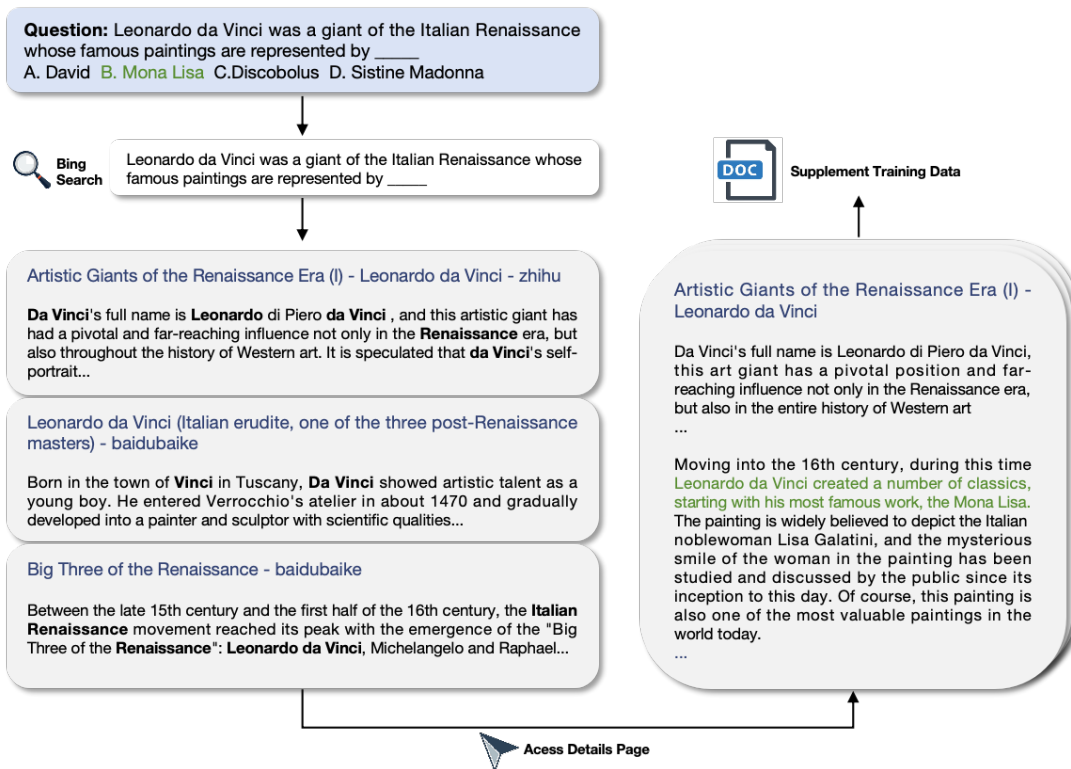 Question: Leonardo da Vinci was a giant of the Italian Renaissance
whose famous paintings are represented by _____
A. David  B. Mona Lisa  C.Discobolus  D. Sistine Madonna
Bing
Search
Leonardo da Vinci was a giant of the Italian Renaissance whose
famous paintings are represented by _____
Artistic Giants of the Renaissance Era (I) - Leonardo da Vinci - zhihu
Da Vinci's full name is Leonardo di Piero da Vinci , and this artistic giant has
had a pivotal and far-reaching influence not only in the Renaissance era, but
also throughout the history of Western art. It is speculated that da Vinci's self-
portrait...
Leonardo da Vinci (Italian erudite, one of the three post-Renaissance
masters) - baidubaike
Born in the town of Vinci in Tuscany, Da Vinci showed artistic talent as a
young boy. He entered Verrocchio's atelier in about 1470 and gradually
developed into a painter and sculptor with scientific qualities...
Big Three of the Renaissance - baidubaike
Between the late 15th century and the first half of the 16th century, the Italian
Renaissance movement reached its peak with the emergence of the "Big
Three of the Renaissance": Leonardo da Vinci, Michelangelo and Raphael...
Acess Details Page
DOC
Supplement Training Data
Artistic Giants of the Renaissance Era (I) -
Leonardo da Vinci
Da Vinci's full name is Leonardo di Piero da Vinci,
this art giant has a pivotal position and far-
reaching influence not only in the Renaissance era,
but also in the entire history of Western art
...
Moving into the 16th century, during this time
Leonardo da Vinci created a number of classics,
starting with his most famous work, the Mona Lisa.
The painting is widely believed to depict the Italian
noblewoman Lisa Galatini, and the mysterious
smile of the woman in the painting has been
studied and discussed by the public since its
inception to this day. Of course, this painting is
also one of the most valuable paintings in the
world today.
...